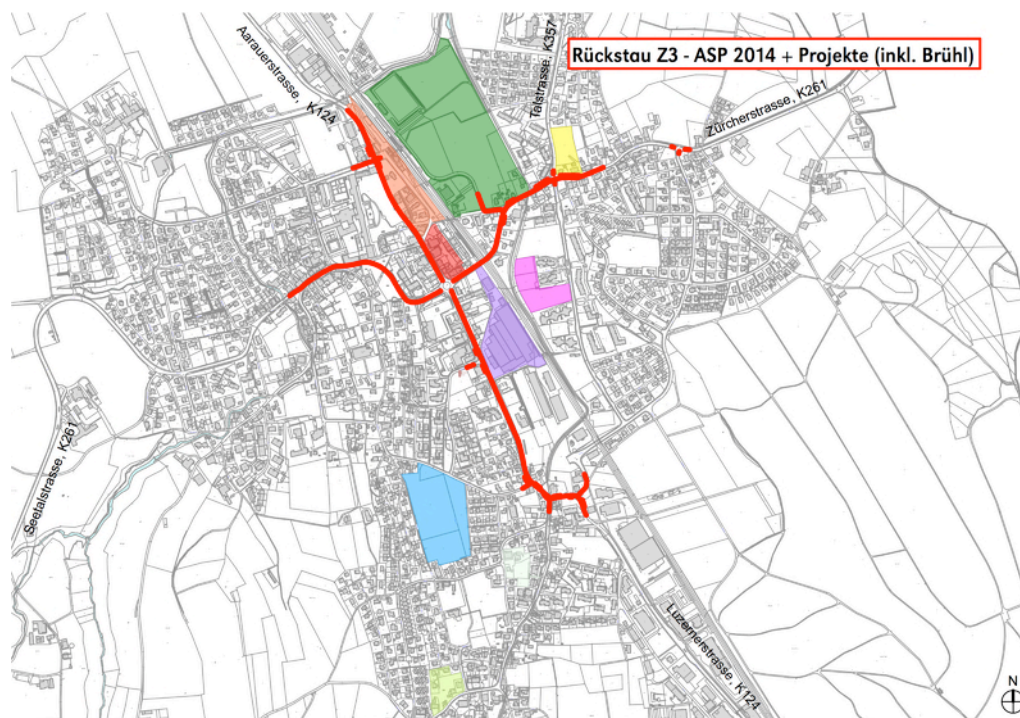 Rückstau Z3 - ASP 2014 + Projekte (inkl. Brühl)
Aarauerstrasse, K124
Talstrasse, K357
Zürcherstrasse, K261
Seetalstrasse, K261
Luzernerstrasse, K124
N